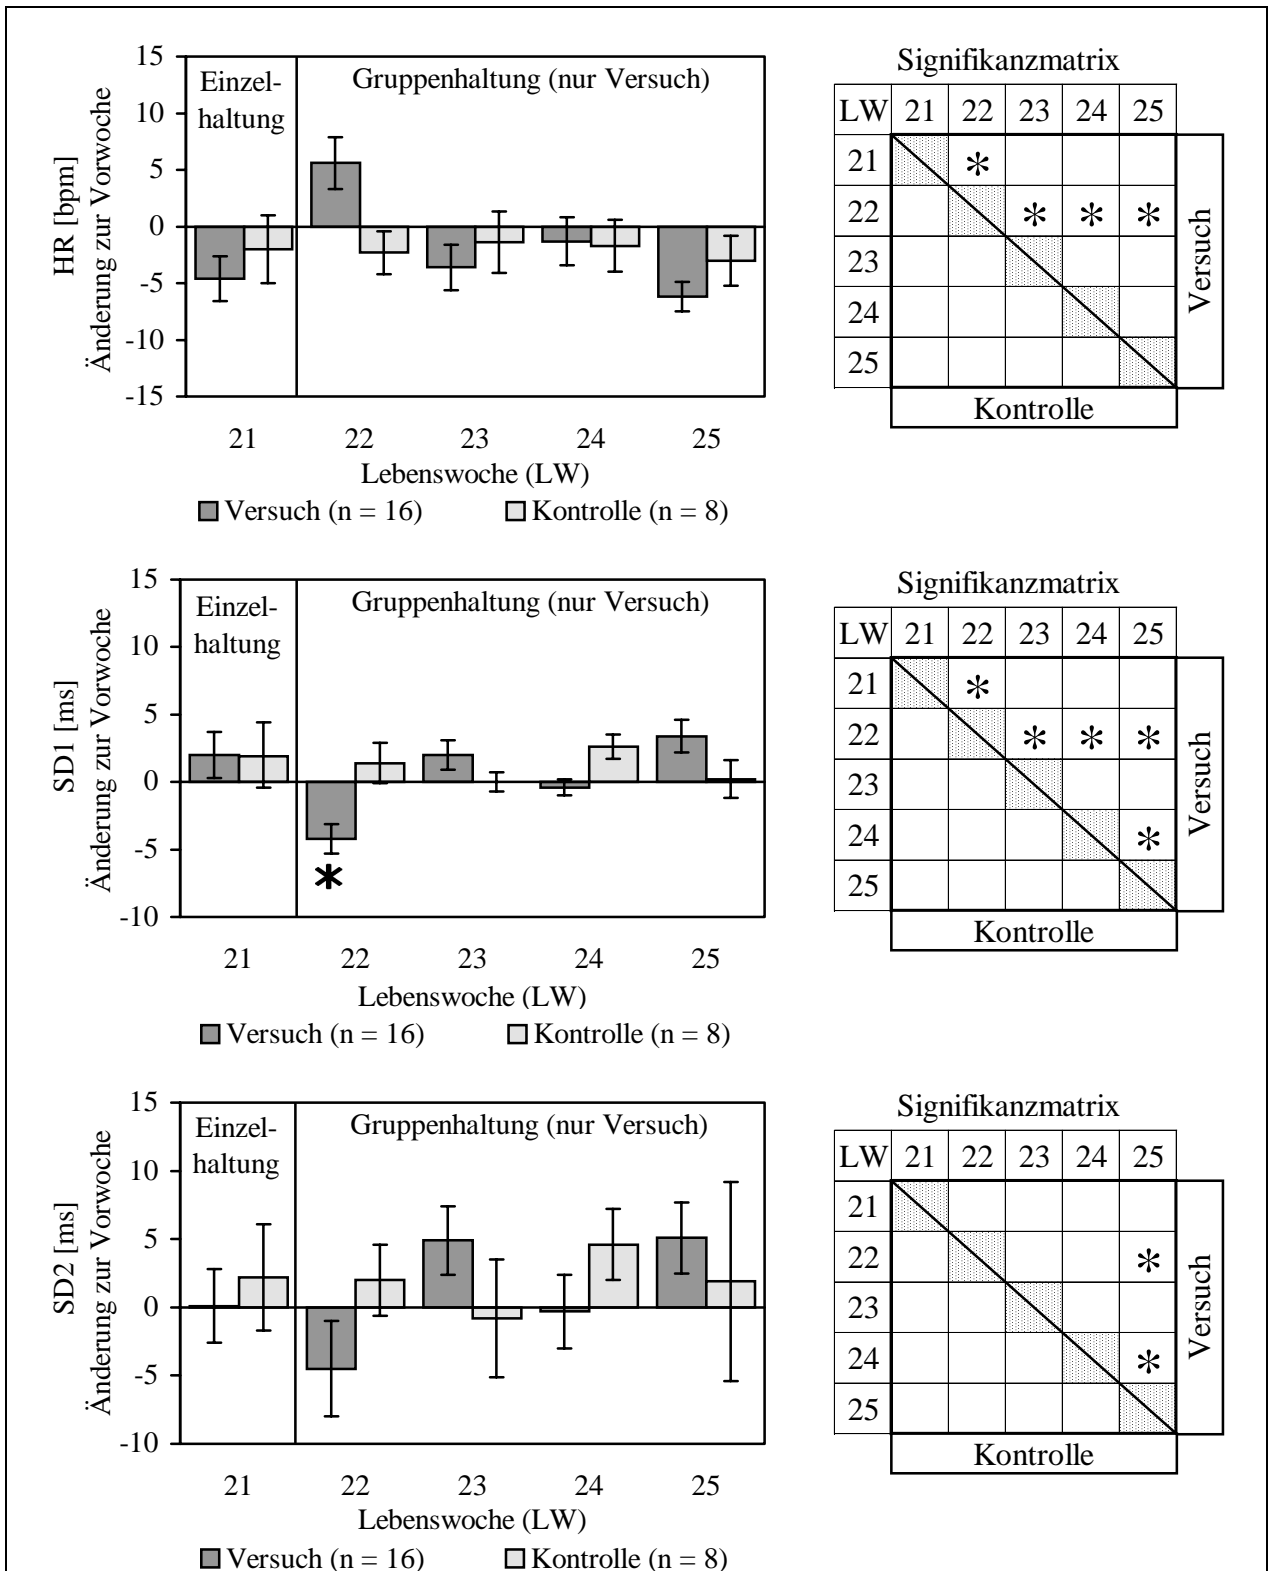 HR [bpm]
Änderung zur Vorwoche
15
10
5
0
-5
-10
-15
Einzel-
haltung
Gruppenhaltung (nur Versuch)
21 22 23 24 25
Lebenswoche (LW)
Versuch (n = 16) Kontrolle (n = 8)
Signifikanzmatrix
LW 21 22 23 24 25
21 *
22 * * *
23
24
25
Versuch
Kontrolle
SD1 [ms]
Änderung zur Vorwoche
15
10
5
0
-5
-10
Einzel-
haltung
Gruppenhaltung (nur Versuch)
*
21 22 23 24 25
Lebenswoche (LW)
Versuch (n = 16) Kontrolle (n = 8)
Signifikanzmatrix
LW 21 22 23 24 25
21 *
22 * * *
23
24 *
25
Versuch
Kontrolle
SD2 [ms]
Änderung zur Vorwoche
15
10
5
0
-5
-10
Einzel-
haltung
Gruppenhaltung (nur Versuch)
21 22 23 24 25
Lebenswoche (LW)
Versuch (n = 16) Kontrolle (n = 8)
Signifikanzmatrix
LW 21 22 23 24 25
21
22 *
23
24 *
25
Versuch
Kontrolle